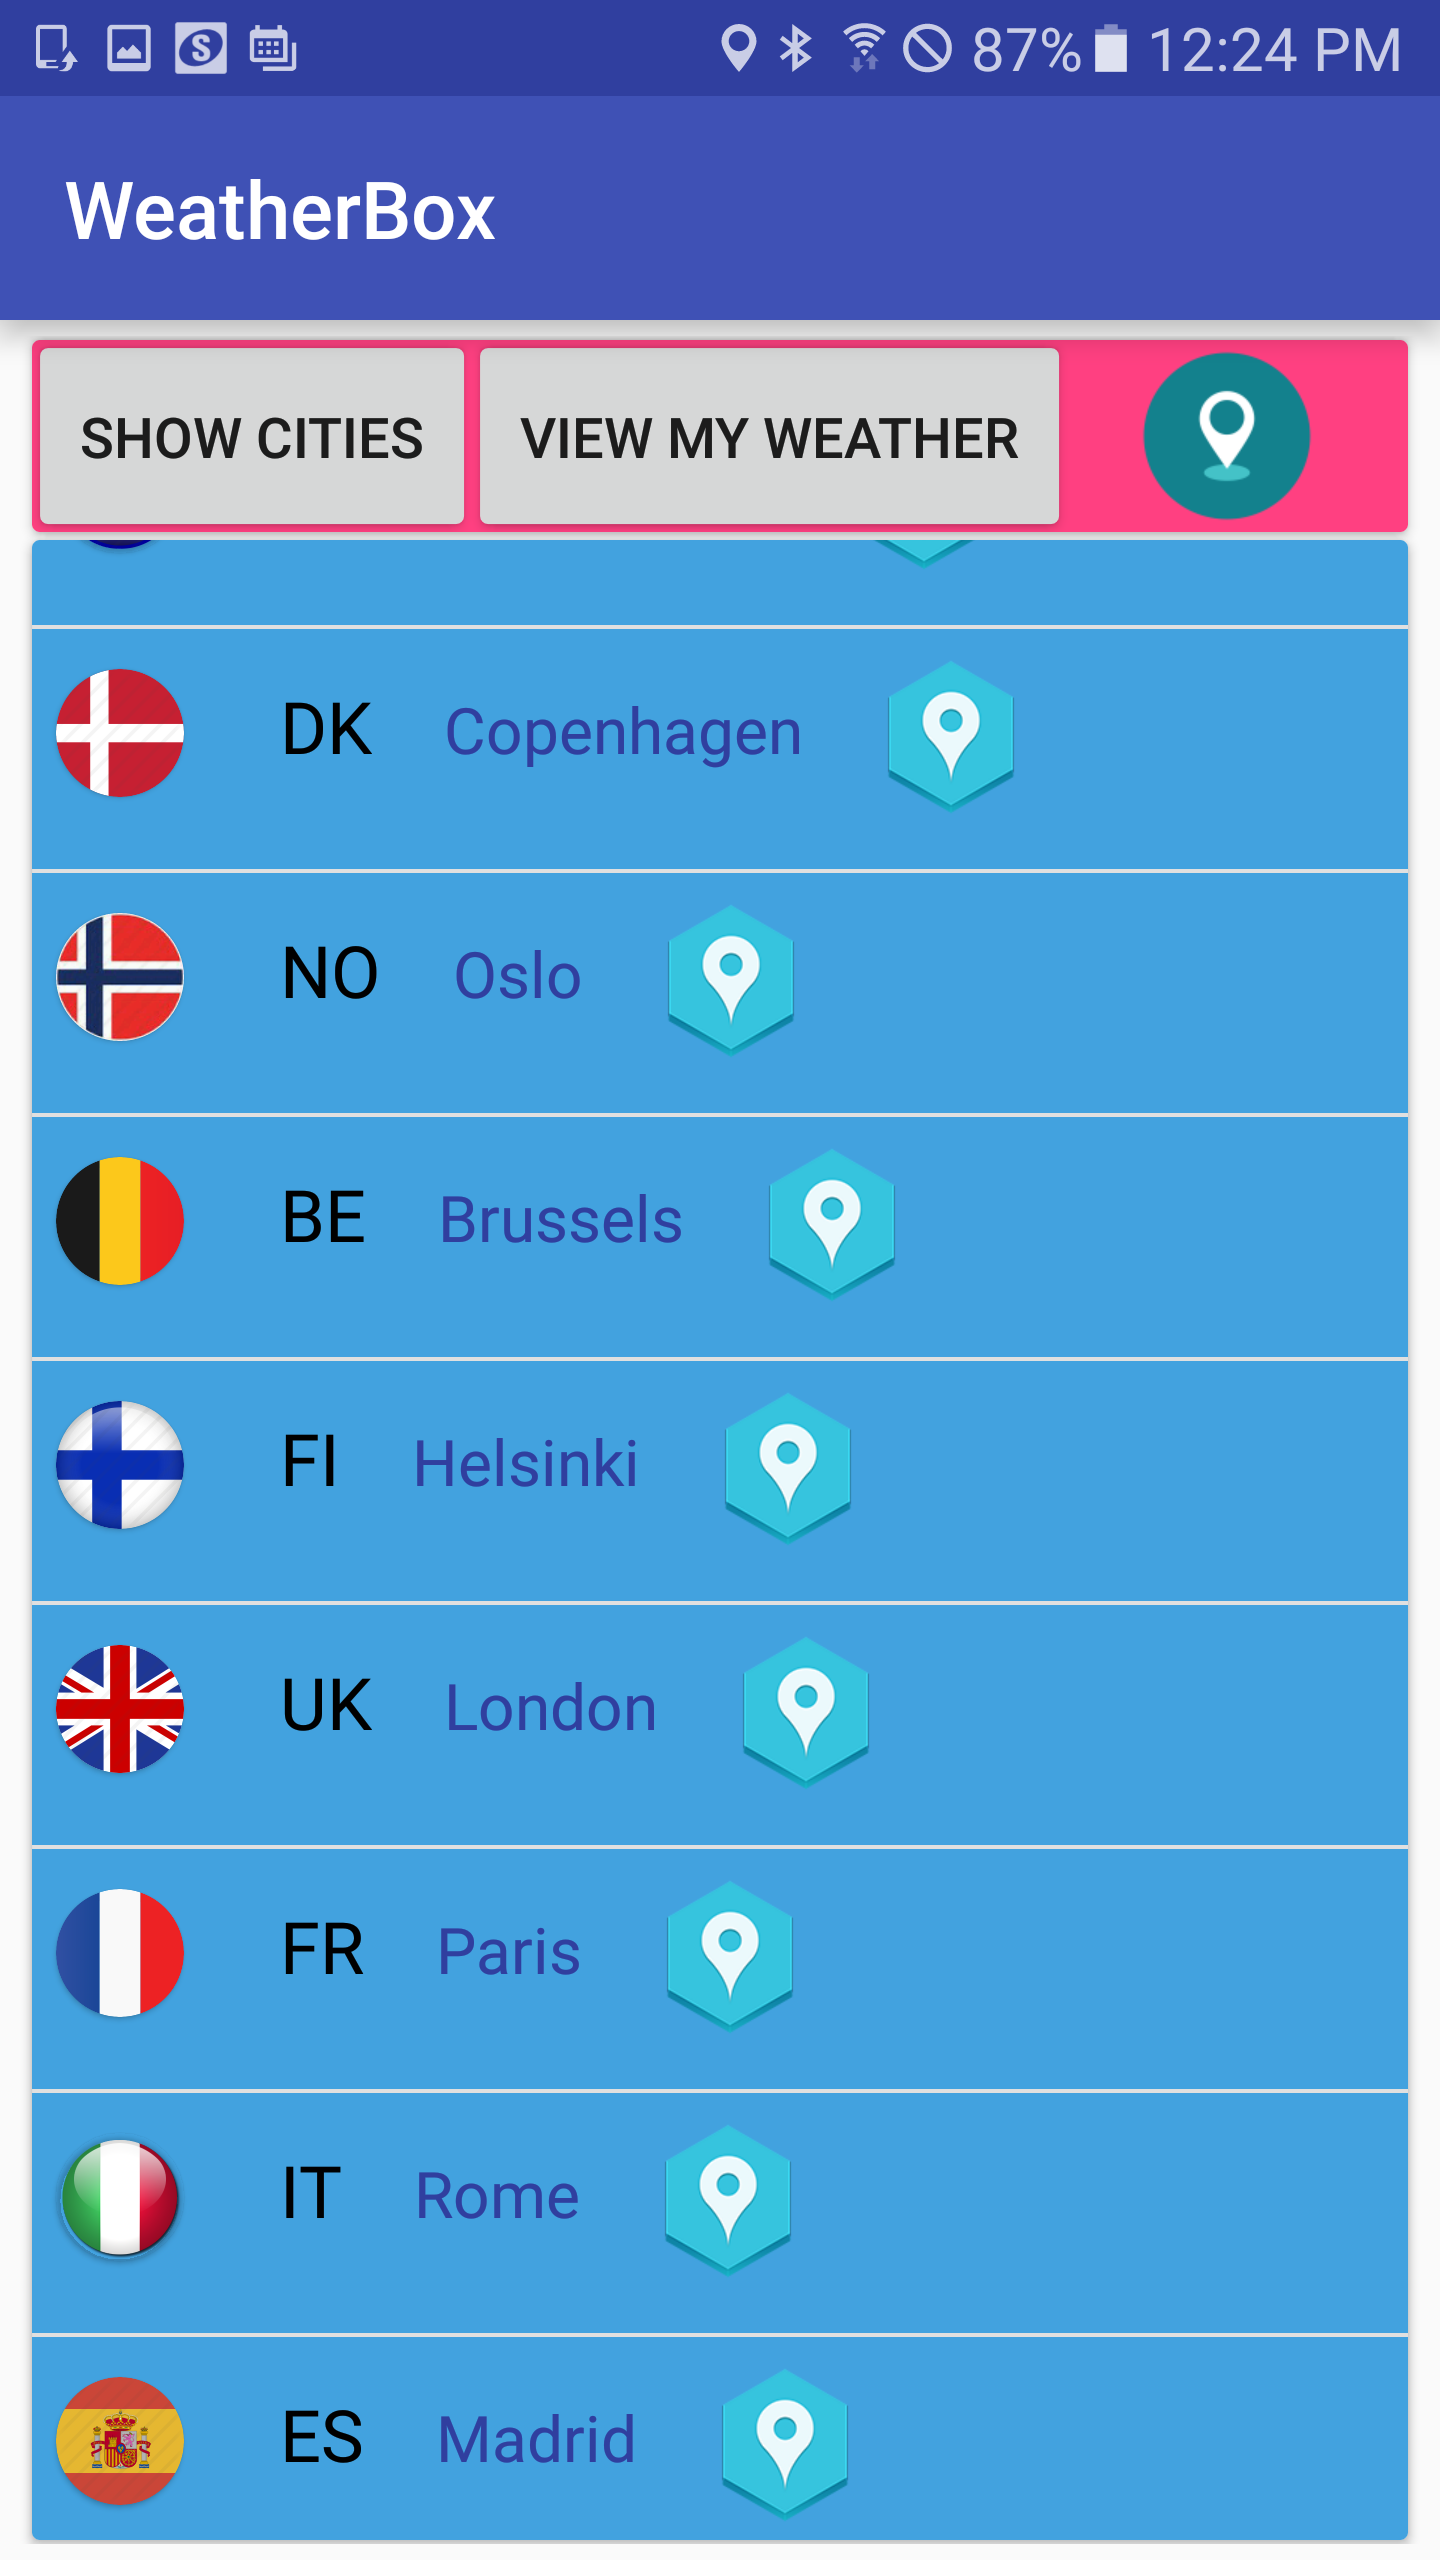 87% 12:24 PM
WeatherBox
SHOW CITIES VIEW MY WEATHER
DK Copenhagen
NO Oslo
BE Brussels
FI Helsinki
UK London
FR Paris
IT Rome
ES Madrid